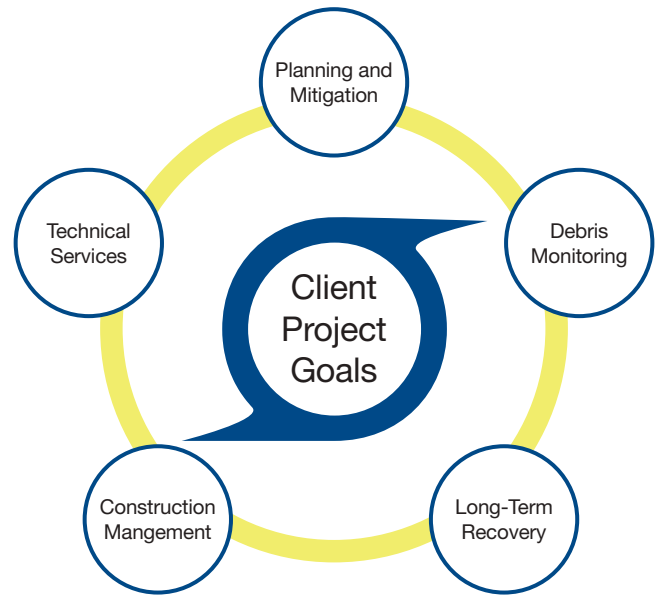 Planning and
Mitigation
Debris
Monitoring
Long-Term
Recovery
Construction
Mangement
Technical
Services
Client
Project
Goals